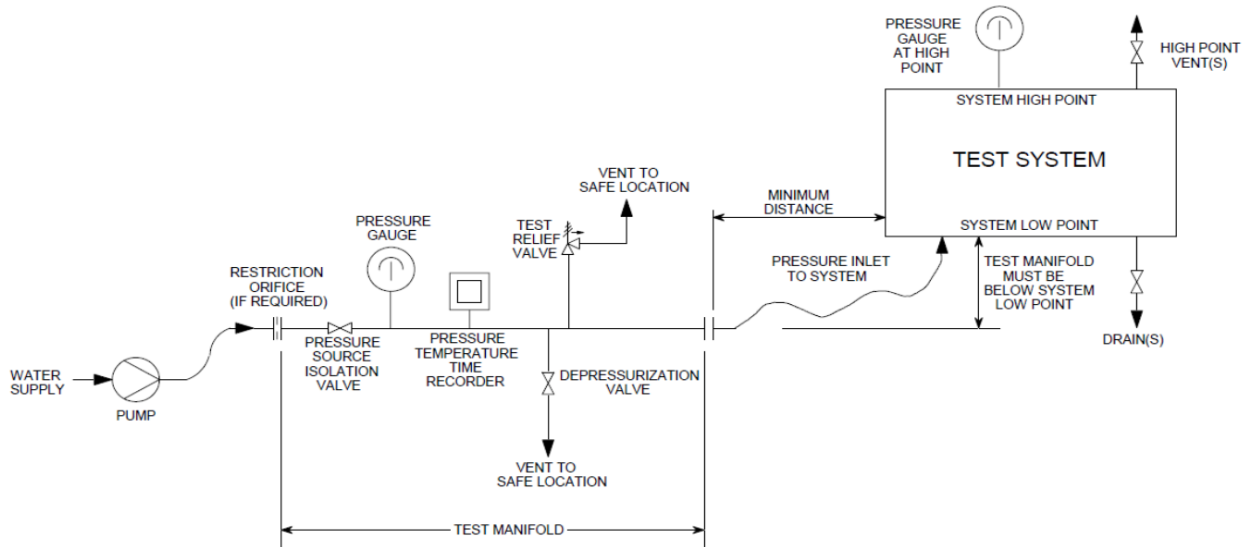 WATER
SUPPLY
PUMP
RESTRICTION
ORIFICE
(IF REQUIRED)
PRESSURE
SOURCE
ISOLATION
VALVE
PRESSURE
GAUGE
PRESSURE
TEMPERATURE
TIME
RECORDER
TEST
RELIEF
VALVE
VENT TO
SAFE LOCATION
DEPRESSURIZATION
VALVE
VENT TO
SAFE LOCATION
TEST MANIFOLD
MINIMUM
DISTANCE
PRESSURE INLET
TO SYSTEM
PRESSURE
GAUGE
AT HIGH
POINT
HIGH POINT
VENT(S)
SYSTEM HIGH POINT
TEST SYSTEM
SYSTEM LOW POINT
TEST MANIFOLD
MUST BE
BELOW SYSTEM
LOW POINT
DRAIN(S)